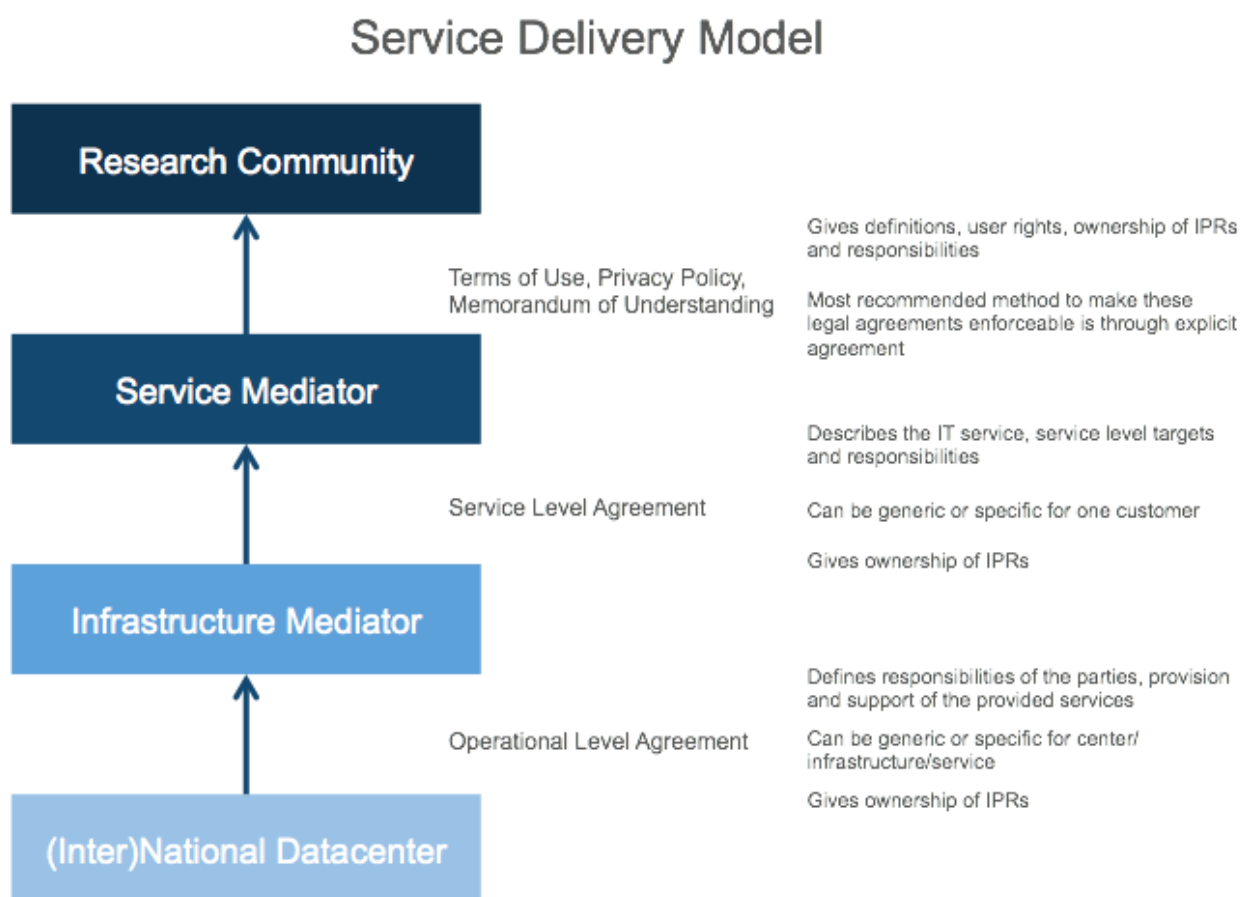 Service Delivery Model
Research Community
Gives definitions, user rights, ownership of IPRs
and responsibilities
Terms of Use, Privacy Policy,
Memorandum of Understanding
Most recommended method to make these
legal agreements enforceable is through explicit
agreement
Service Mediator
Describes the IT service, service level targets
and responsibilities
Service Level Agreement
Can be generic or specific for one customer
Gives ownership of IPRs
Infrastructure Mediator
Defines responsibilities of the parties, provision
and support of the provided services
Operational Level Agreement
Can be generic or specific for center/
infrastructure/service
Gives ownership of IPRs
(Inter)National Datacenter